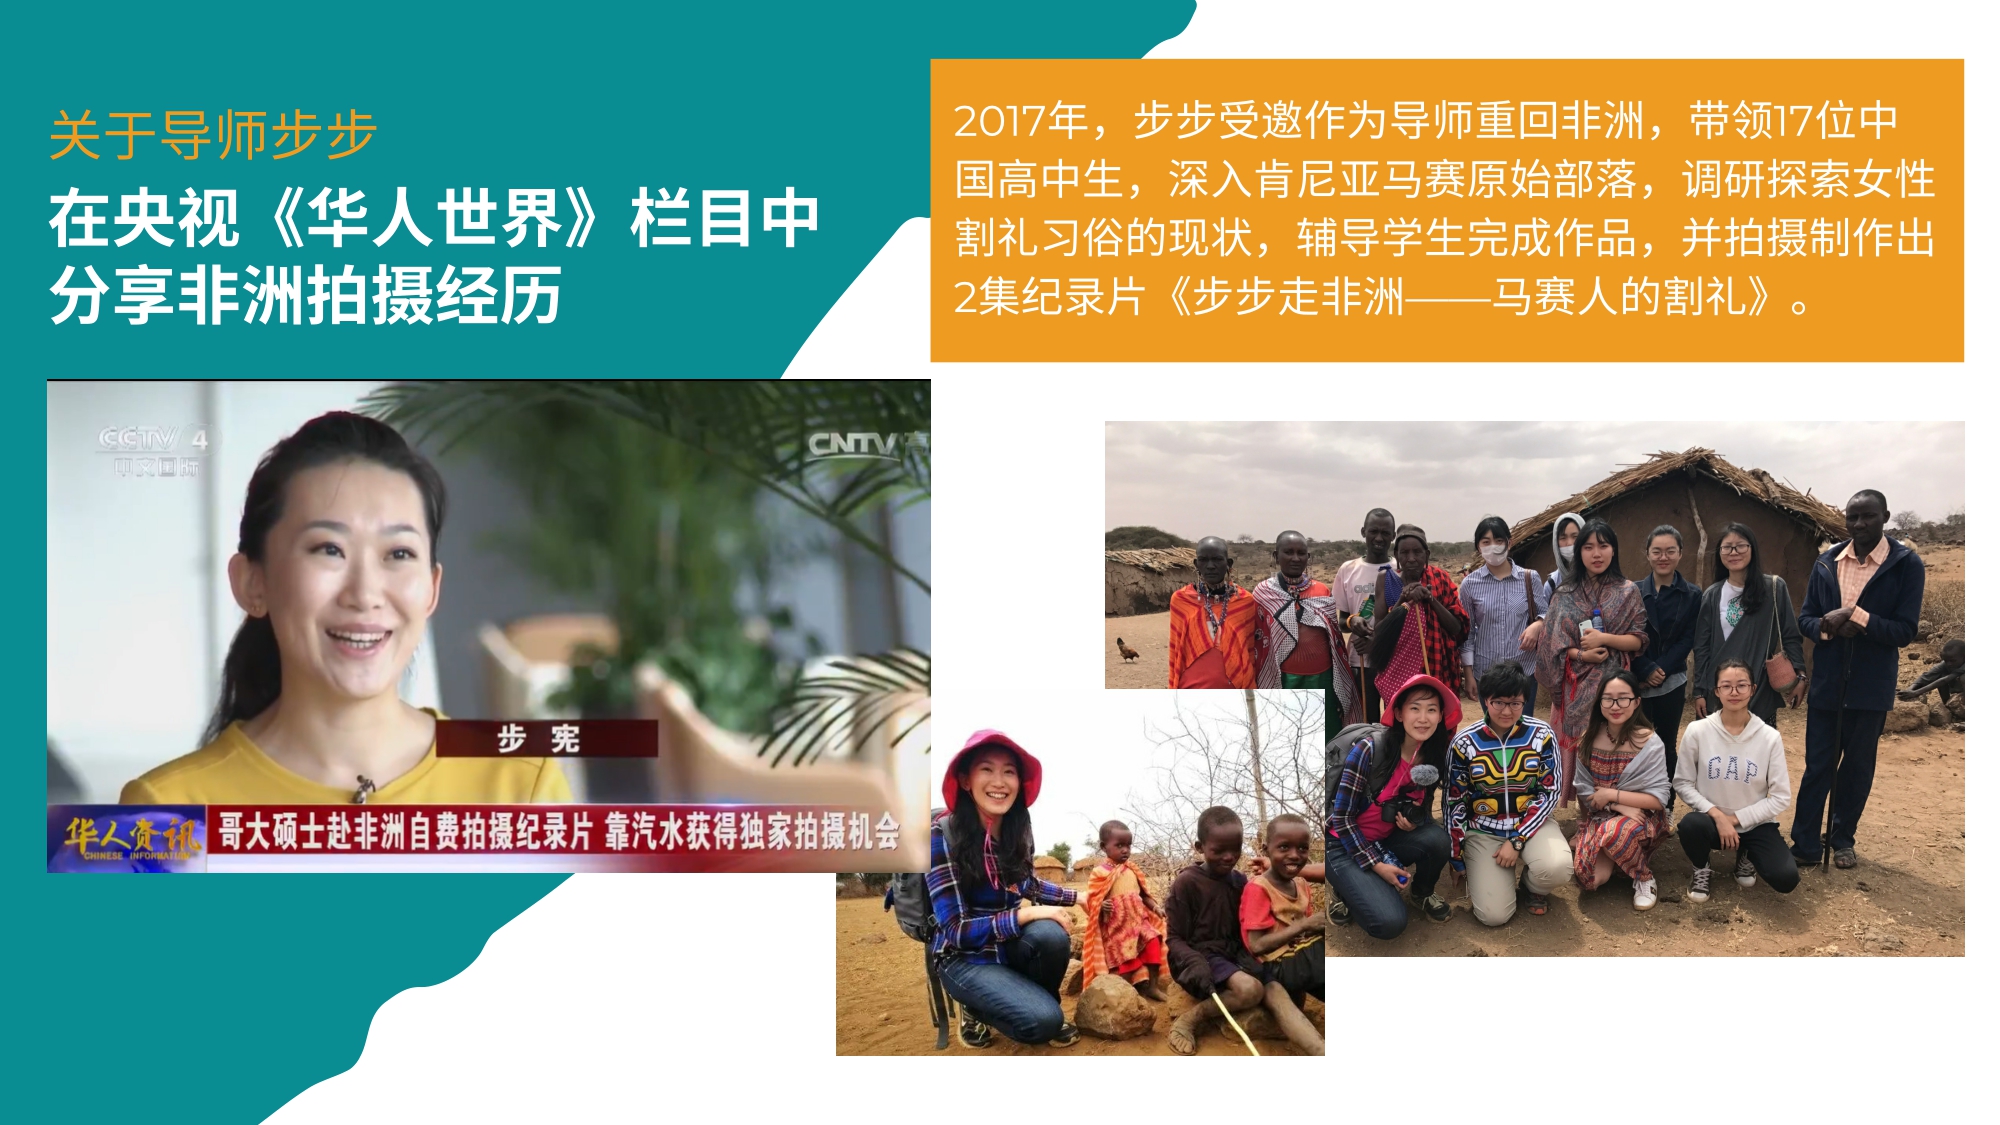 关于导师步步
在央视《华人世界》栏目中
分享非洲拍摄经历
2017年，步步受邀作为导师重回非洲，带领17位中
国高中生，深入肯尼亚马赛原始部落，调研探索女性
割礼习俗的现状，辅导学生完成作品，并拍摄制作出
2集纪录片《步步走非洲——马赛人的割礼》。
CCTV 4
中文国际
CNTV
步 宪
华人资讯
CHINESE INFORMATION
哥大硕士赴非洲自费拍摄纪录片 靠汽水获得独家拍摄机会
GAP